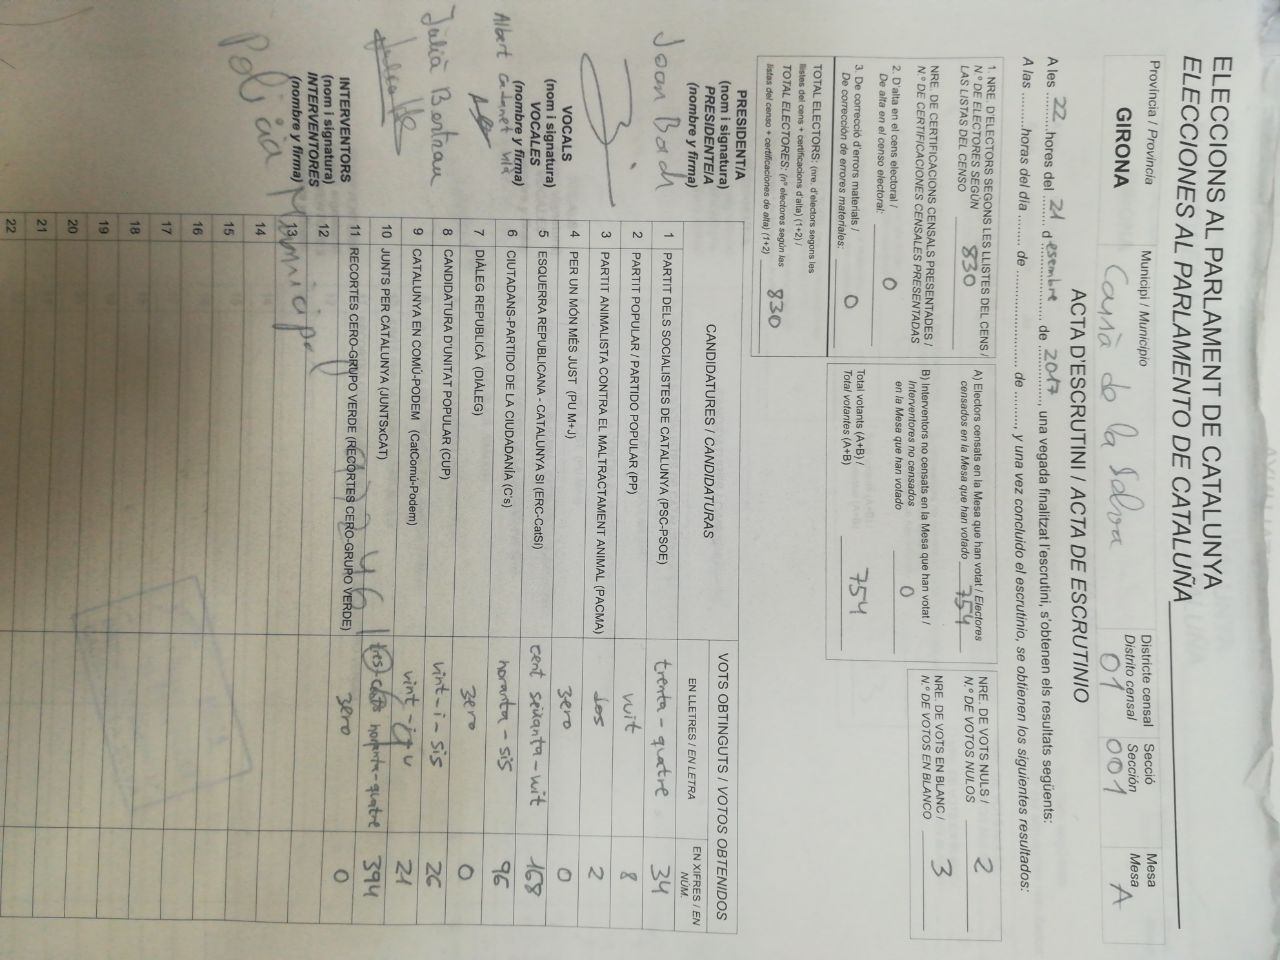 ELECCIONS AL PARLAMENT DE CATALUNYA
ELECCIONES AL PARLAMENTO DE CATALUÑA
Província / Provincia
GIRONA
Municipi / Municipio
Cassà de la Selva
Districte censal
Distrito censal
01
Secció
Sección
001
Mesa
Mesa
A
ACTA D'ESCRUTINI / ACTA DE ESCRUTINIO
A les 22 hores del 21 desembre de 2017, una vegada finalitzat l'escrutini, s'obtenen els resultats següents:
A las ........ horas del día ........ de ........................ de ........., y una vez concluido el escrutinio, se obtienen los siguientes resultados:
1. NRE. D'ELECTORS SEGONS LES LLISTES DEL CENS /
N.º DE ELECTORES SEGÚN
LAS LISTAS DEL CENSO 830
NRE. DE CERTIFICACIONS CENSALS PRESENTADES /
N.º DE CERTIFICACIONES CENSALES PRESENTADAS
2. D'alta en el cens electoral /
De alta en el censo electoral: 0
3. De correcció d'errors materials /
De corrección de errores materiales: 0
TOTAL ELECTORS: (nre. d'electors segons les
llistes del cens + certificacions d'alta) (1+2) /
TOTAL ELECTORES: (nº electores según las
listas del censo + certificaciones de alta) (1+2) 830
A) Electors censats en la Mesa que han votat / Electores
censados en la Mesa que han votado 754
B) Interventors no censats en la Mesa que han votat /
Interventores no censados
en la Mesa que han votado 0
Total votants (A+B) /
Total votantes (A+B) 754
NRE. DE VOTS NULS /
N.º DE VOTOS NULOS 2
NRE. DE VOTS EN BLANC /
N.º DE VOTOS EN BLANCO 3
PRESIDENT/A
(nom i signatura)
PRESIDENTE/A
(nombre y firma)
Joan Bosch
VOCALS
(nom i signatura)
VOCALES
(nombre y firma)
Albert
Julià Bertran
INTERVENTORS
(nom i signatura)
INTERVENTORES
(nombre y firma)
Policia Municipal
CANDIDATURES / CANDIDATURAS
VOTS OBTINGUTS / VOTOS OBTENIDOS
EN LLETRES / EN LETRA
EN XIFRES / EN NÚM.
1 PARTIT DELS SOCIALISTES DE CATALUNYA (PSC-PSOE) trenta-quatre 34
2 PARTIT POPULAR / PARTIDO POPULAR (PP) vuit 8
3 PARTIT ANIMALISTA CONTRA EL MALTRACTAMENT ANIMAL (PACMA) dos 2
4 PER UN MÓN MÉS JUST (PU M+J) zero 0
5 ESQUERRA REPUBLICANA - CATALUNYA SI (ERC-CatSí) cent seixanta-vuit 168
6 CIUTADANS-PARTIDO DE LA CIUDADANÍA (C's) noranta-sis 96
7 DIÀLEG REPUBLICÀ (DIÀLEG) zero 0
8 CANDIDATURA D'UNITAT POPULAR (CUP) vint-i-sis 26
9 CATALUNYA EN COMÚ-PODEM (CatComú-Podem) vint-i-u 21
10 JUNTS PER CATALUNYA (JUNTSxCAT) tres-cents noranta-quatre 394
11 RECORTES CERO-GRUPO VERDE (RECORTES CERO-GRUPO VERDE) zero 0
12
13
14
15
16
17
18
19
20
21
22